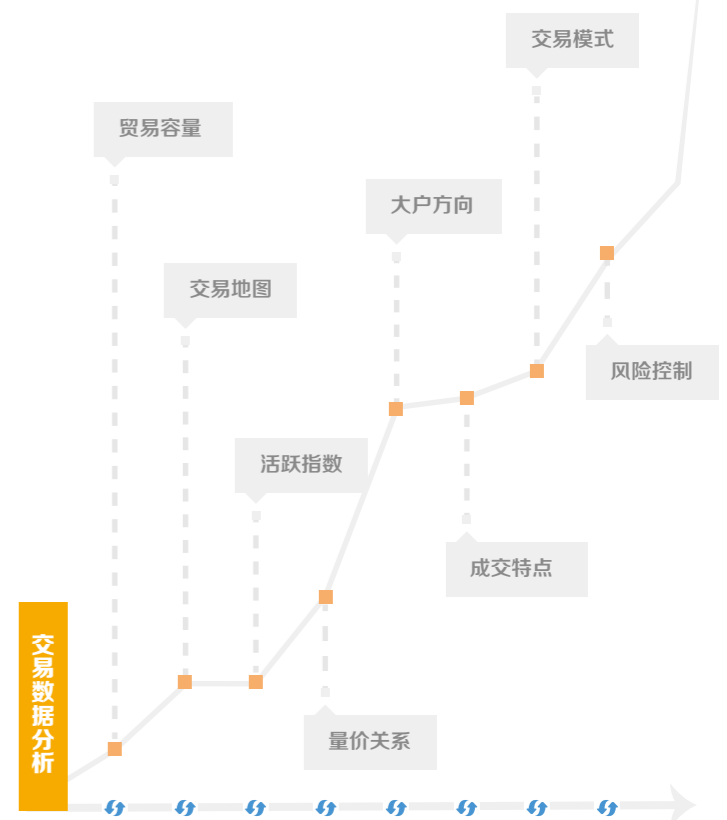 交易模式
贸易容量
大户方向
交易地图
风险控制
活跃指数
成交特点
交易数据分析
量价关系